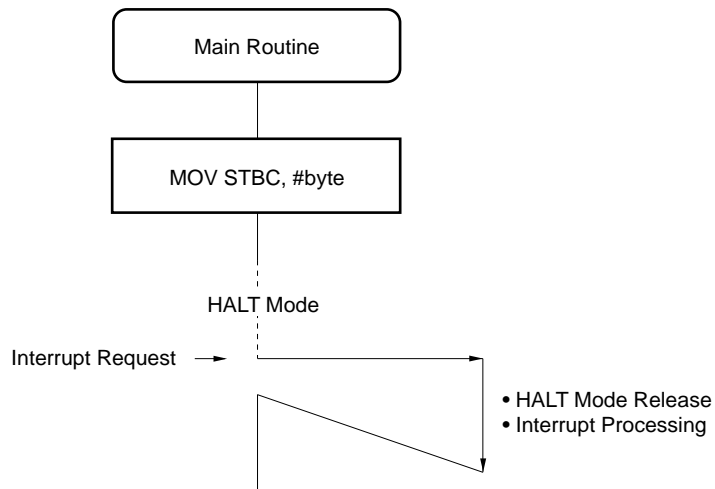 Main Routine
MOV STBC, #byte
HALT Mode
Interrupt Request
• HALT Mode Release
• Interrupt Processing